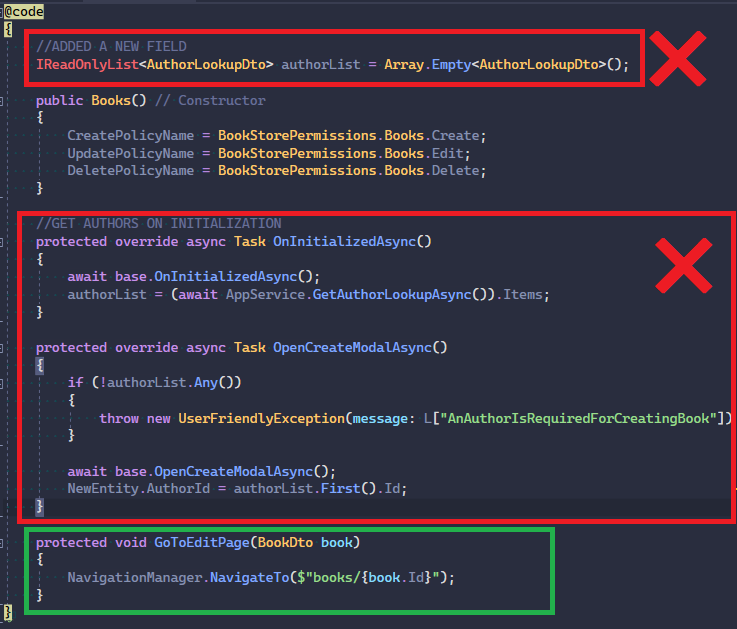 @code
{
//ADDED A NEW FIELD
IReadOnlyList<AuthorLookupDto> authorList = Array.Empty<AuthorLookupDto>();
public Books() // Constructor
{
CreatePolicyName = BookStorePermissions.Books.Create;
UpdatePolicyName = BookStorePermissions.Books.Edit;
DeletePolicyName = BookStorePermissions.Books.Delete;
}
//GET AUTHORS ON INITIALIZATION
protected override async Task OnInitializedAsync()
{
await base.OnInitializedAsync();
authorList = (await AppService.GetAuthorLookupAsync()).Items;
}
protected override async Task OpenCreateModalAsync()
{
if (!authorList.Any())
{
throw new UserFriendlyException(message: L["AnAuthorIsRequiredForCreatingBook"])
}
await base.OpenCreateModalAsync();
NewEntity.AuthorId = authorList.First().Id;
}
protected void GoToEditPage(BookDto book)
{
NavigationManager.NavigateTo($"books/{book.Id}");
}
}